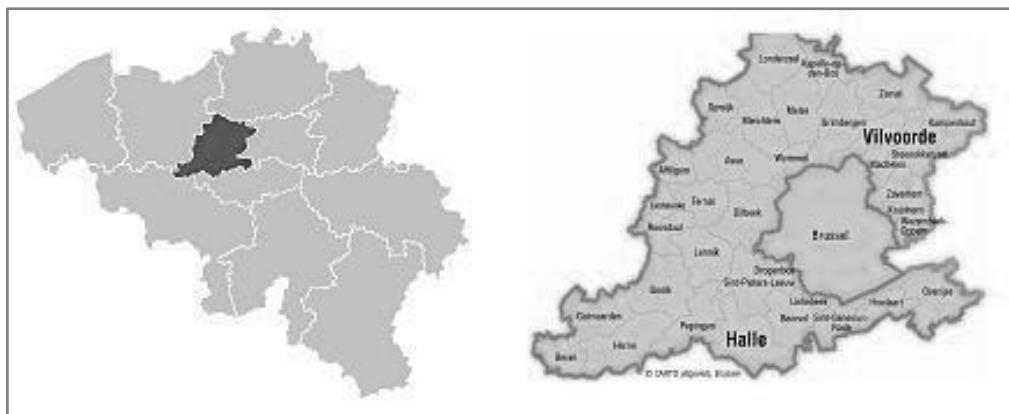 Londerzeel
Kapelle-op-
den-Bos
Zemst
Opwijk
Meise
Merchtem
Grimbergen
Kampenhout
Vilvoorde
Steenokkerzeel
Machelen
Asse
Wemmel
Affligem
Zaventem
Kraainem
Wezembeek-
Oppem
Liedekerke
Ternat
Dilbeek
Roosdaal
Brussel
Lennik
Drogenbos
Sint-Pieters-Leeuw
Gooik
Overijse
Hoeilaart
Linkebeek
Galmaarden
Beersel
Sint-Genesius-
Rode
Pepingen
Halle
Herne
Bever